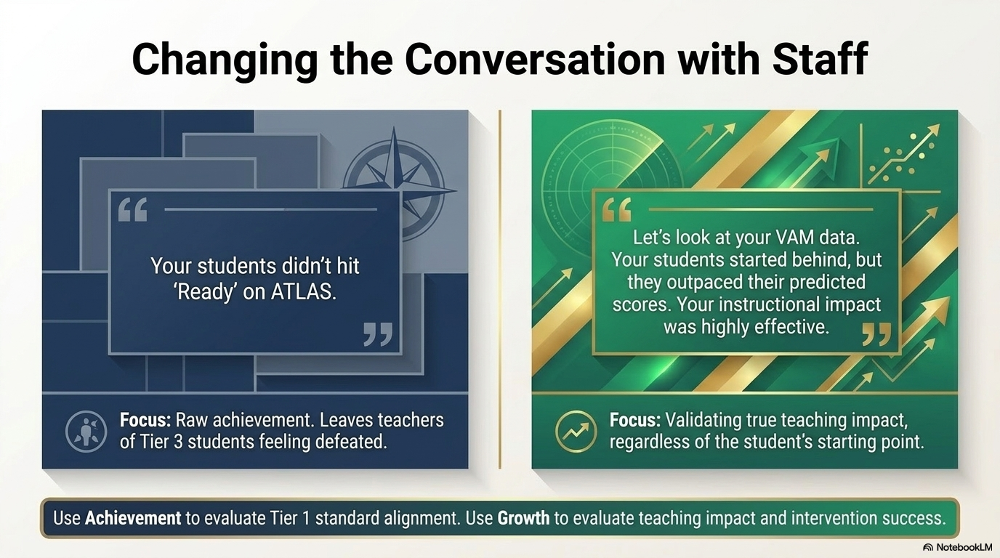 Changing the Conversation with Staff
“
Your students didn’t hit
‘Ready’ on ATLAS.
”
Focus: Raw achievement. Leaves teachers
of Tier 3 students feeling defeated.
“
Let’s look at your VAM data.
Your students started behind, but
they outpaced their predicted
scores. Your instructional impact
was highly effective.
”
Focus: Validating true teaching impact,
regardless of the student’s starting point.
Use Achievement to evaluate Tier 1 standard alignment. Use Growth to evaluate teaching impact and intervention success.
NotebookLM